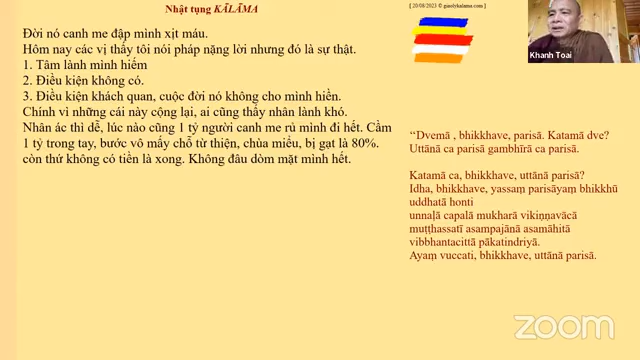 Nhật tụng KĀLĀMA
Đời nó canh me đập mình xịt máu.
Hôm nay các vị thấy tôi nói pháp nặng lời nhưng đó là sự thật.
1. Tâm lành mình hiếm
2. Điều kiện không có.
3. Điều kiện khách quan, cuộc đời nó không cho mình hiền.
Chính vì những cái này cộng lại, ai cũng thấy nhân lành khó.
Nhân ác thì dễ, lúc nào cũng 1 tỷ người canh me rủ mình đi hết. Cầm
1 tỷ trong tay, bước vô mấy chỗ từ thiện, chùa miễu, bị gạt là 80%.
còn thứ không có tiền là xong. Không đâu dòm mặt mình hết.
[ 20/08/2023 © giaolykalama.com ]
Khanh Toai
“Dvemā , bhikkhave, parisā. Katamā dve?
Uttānā ca parisā gambhīrā ca parisā.
Katamā ca, bhikkhave, uttānā parisā?
Idha, bhikkhave, yassaṃ parisāyaṃ bhikkhū
uddhatā honti
unnaḷā capalā mukharā vikiṇṇavācā
muṭṭhassatī asampajānā asamāhitā
vibbhantacittā pākatindriyā.
Ayaṃ vuccati, bhikkhave, uttānā parisā.
zoom